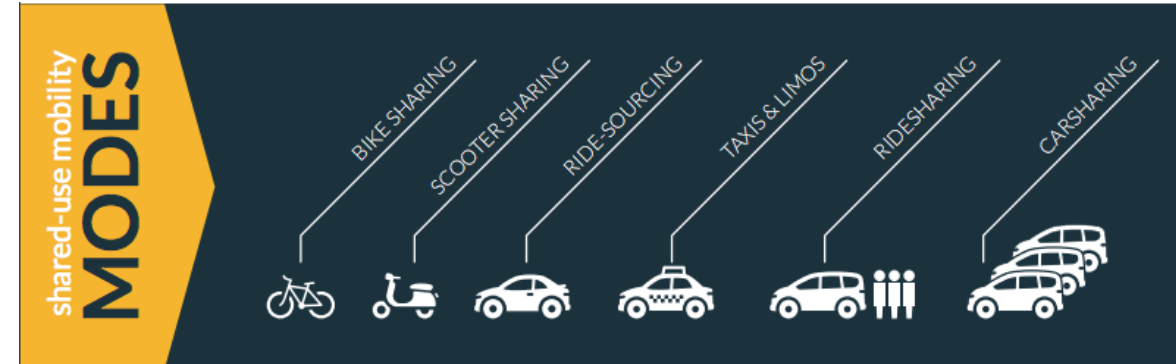 shared-use mobility
MODES
BIKE SHARING
SCOOTER SHARING
RIDE-SOURCING
TAXIS & LIMOS
RIDESHARING
CARSHARING